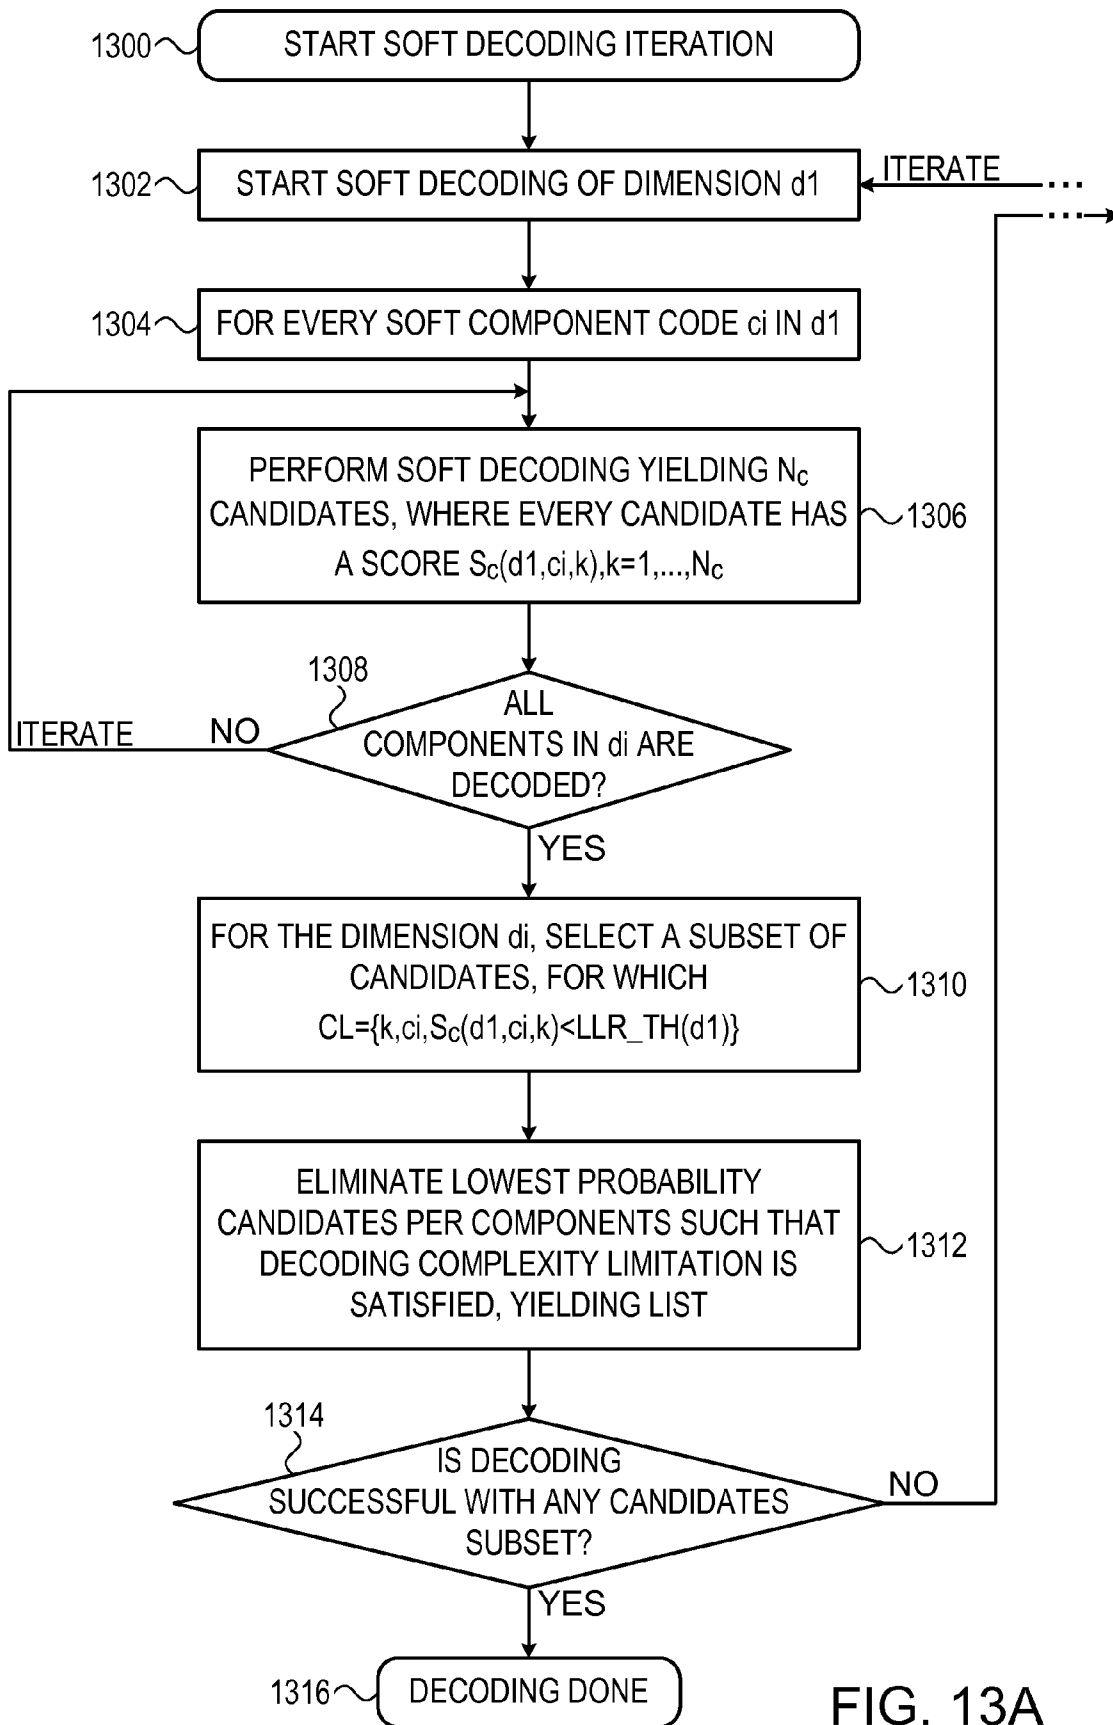 1300
START SOFT DECODING ITERATION
1302
START SOFT DECODING OF DIMENSION d1
ITERATE
...
...
1304
FOR EVERY SOFT COMPONENT CODE ci IN d1
PERFORM SOFT DECODING YIELDING Nc
CANDIDATES, WHERE EVERY CANDIDATE HAS
A SCORE Sc(d1,ci,k),k=1,...,Nc
1306
1308
ALL
COMPONENTS IN di ARE
DECODED?
ITERATE
NO
YES
FOR THE DIMENSION di, SELECT A SUBSET OF
CANDIDATES, FOR WHICH
CL={k,ci,Sc(d1,ci,k)<LLR_TH(d1)}
1310
ELIMINATE LOWEST PROBABILITY
CANDIDATES PER COMPONENTS SUCH THAT
DECODING COMPLEXITY LIMITATION IS
SATISFIED, YIELDING LIST
1312
1314
IS DECODING
SUCCESSFUL WITH ANY CANDIDATES
SUBSET?
NO
YES
1316
DECODING DONE
FIG. 13A